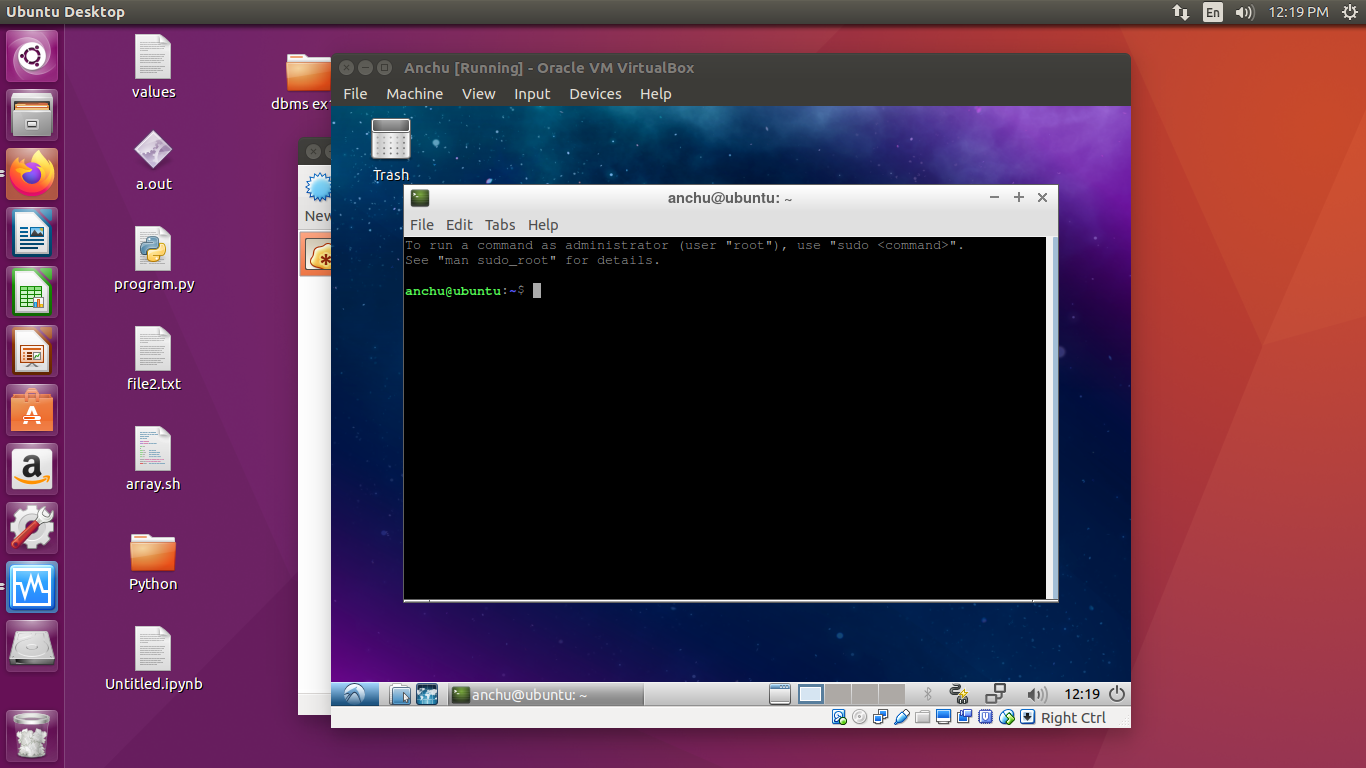 Ubuntu Desktop
En
12:19 PM
values
a.out
program.py
file2.txt
array.sh
Python
Untitled.ipynb
dbms ex
New
Anchu [Running] - Oracle VM VirtualBox
File Machine View Input Devices Help
Trash
anchu@ubuntu: ~
File Edit Tabs Help
To run a command as administrator (user "root"), use "sudo <command>".
See "man sudo_root" for details.
anchu@ubuntu:~$
anchu@ubuntu: ~
12:19
Right Ctrl